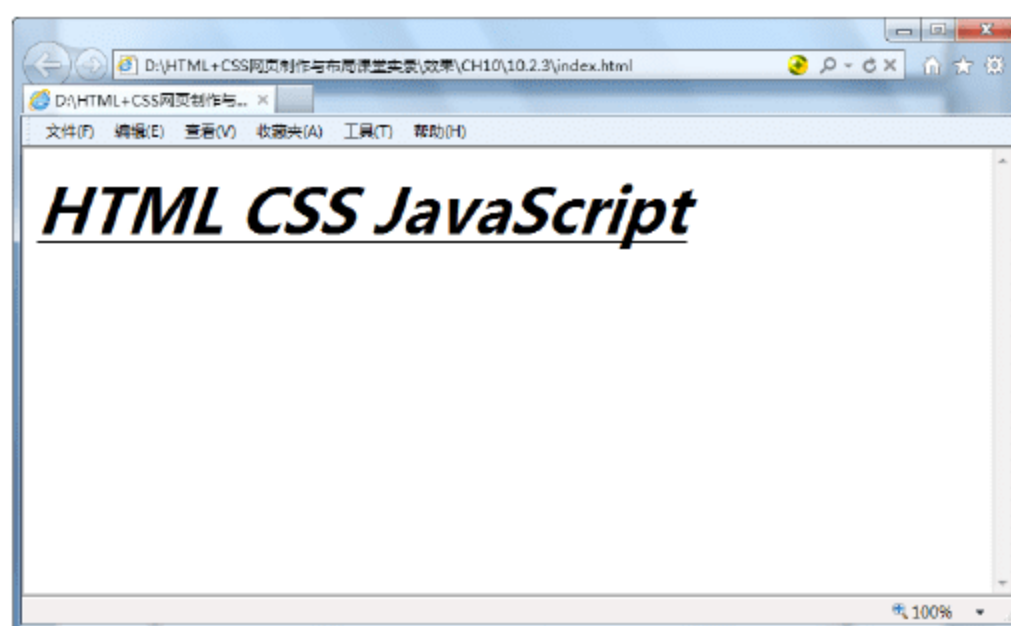 D:\HTML+CSS网页制作与布局课堂实录\效果\CH10\10.2.3\index.html
D:\HTML+CSS网页制作与...
文件(F) 编辑(E) 查看(V) 收藏夹(A) 工具(T) 帮助(H)
HTML CSS JavaScript
100%